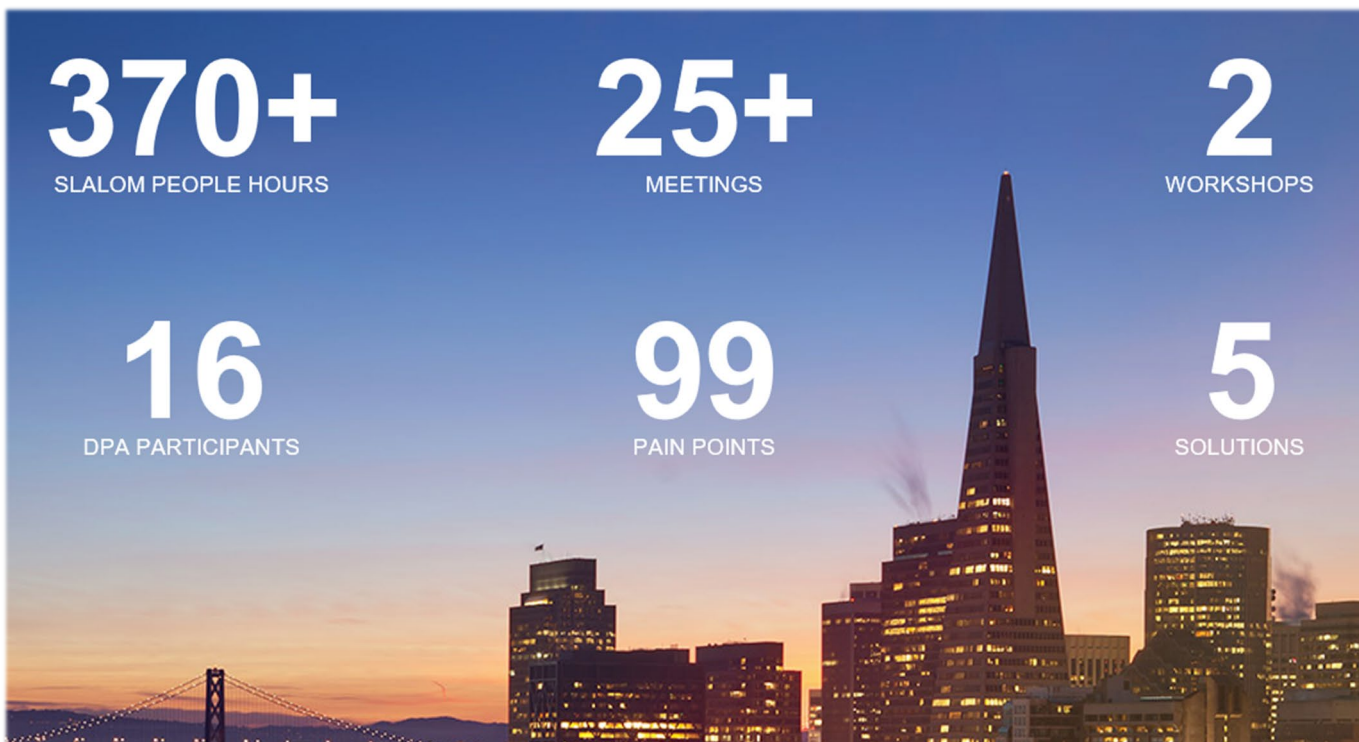 370+
SLALOM PEOPLE HOURS
25+
MEETINGS
2
WORKSHOPS
16
DPA PARTICIPANTS
99
PAIN POINTS
5
SOLUTIONS